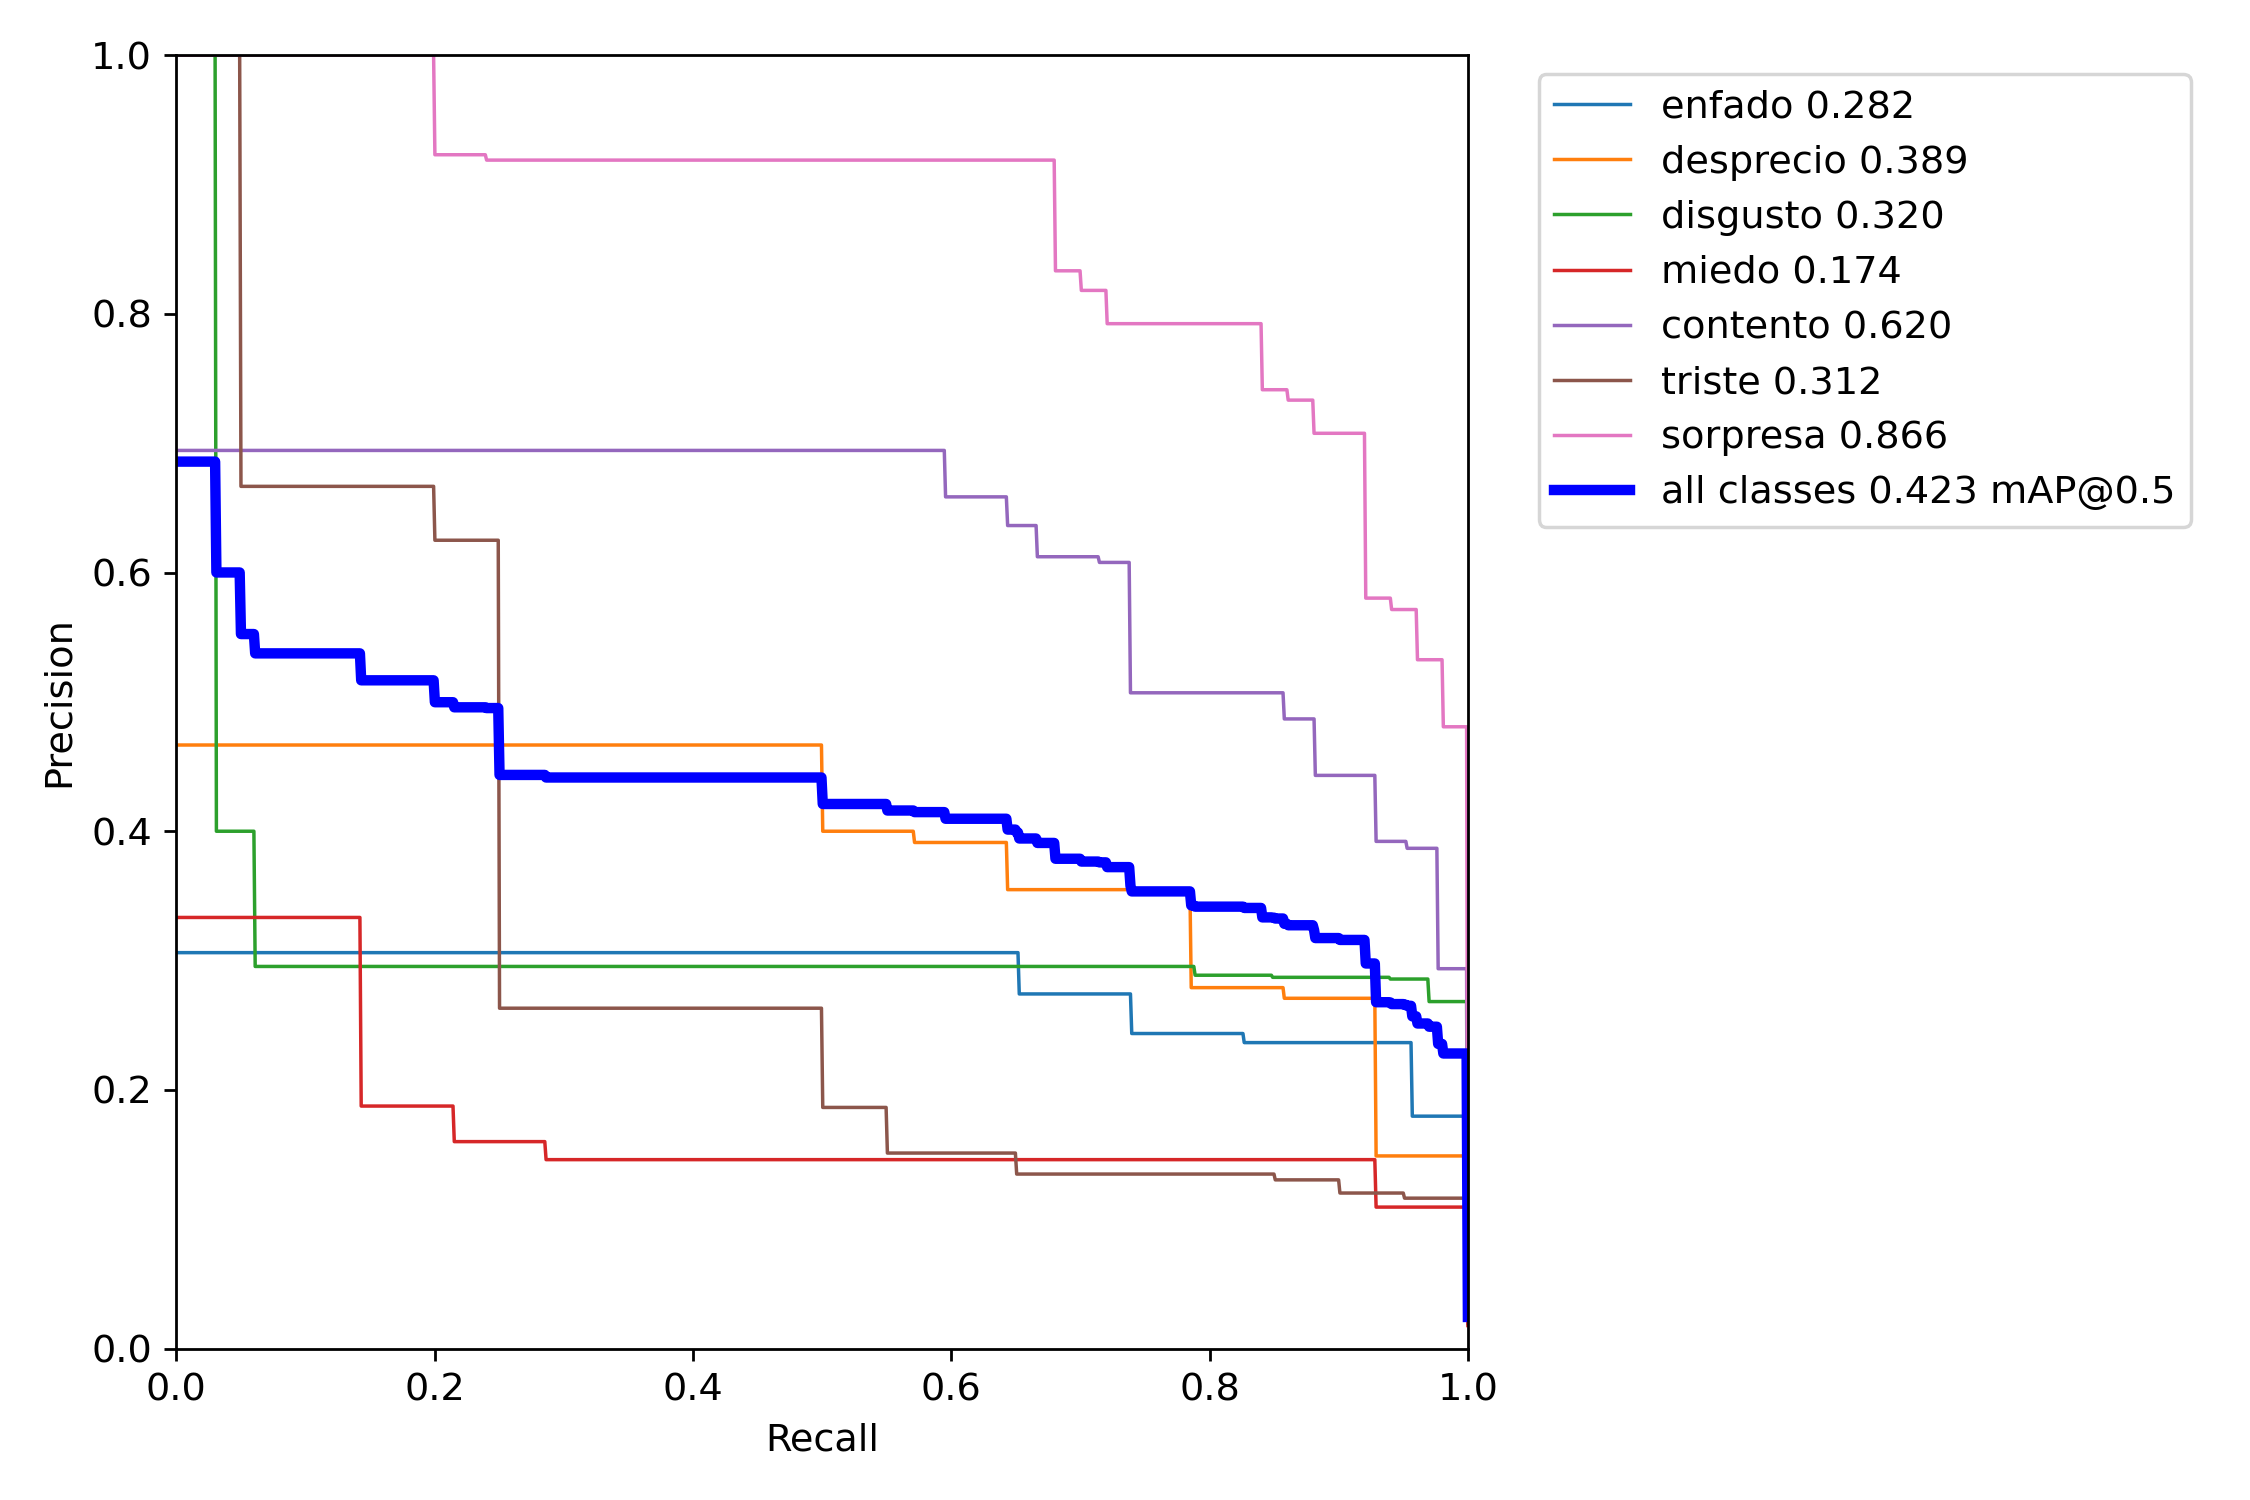 1.0
0.8
0.6
0.4
0.2
0.0
Precision
0.0 0.2 0.4 0.6 0.8 1.0
Recall
enfado 0.282
desprecio 0.389
disgusto 0.320
miedo 0.174
contento 0.620
triste 0.312
sorpresa 0.866
all classes 0.423 mAP@0.5